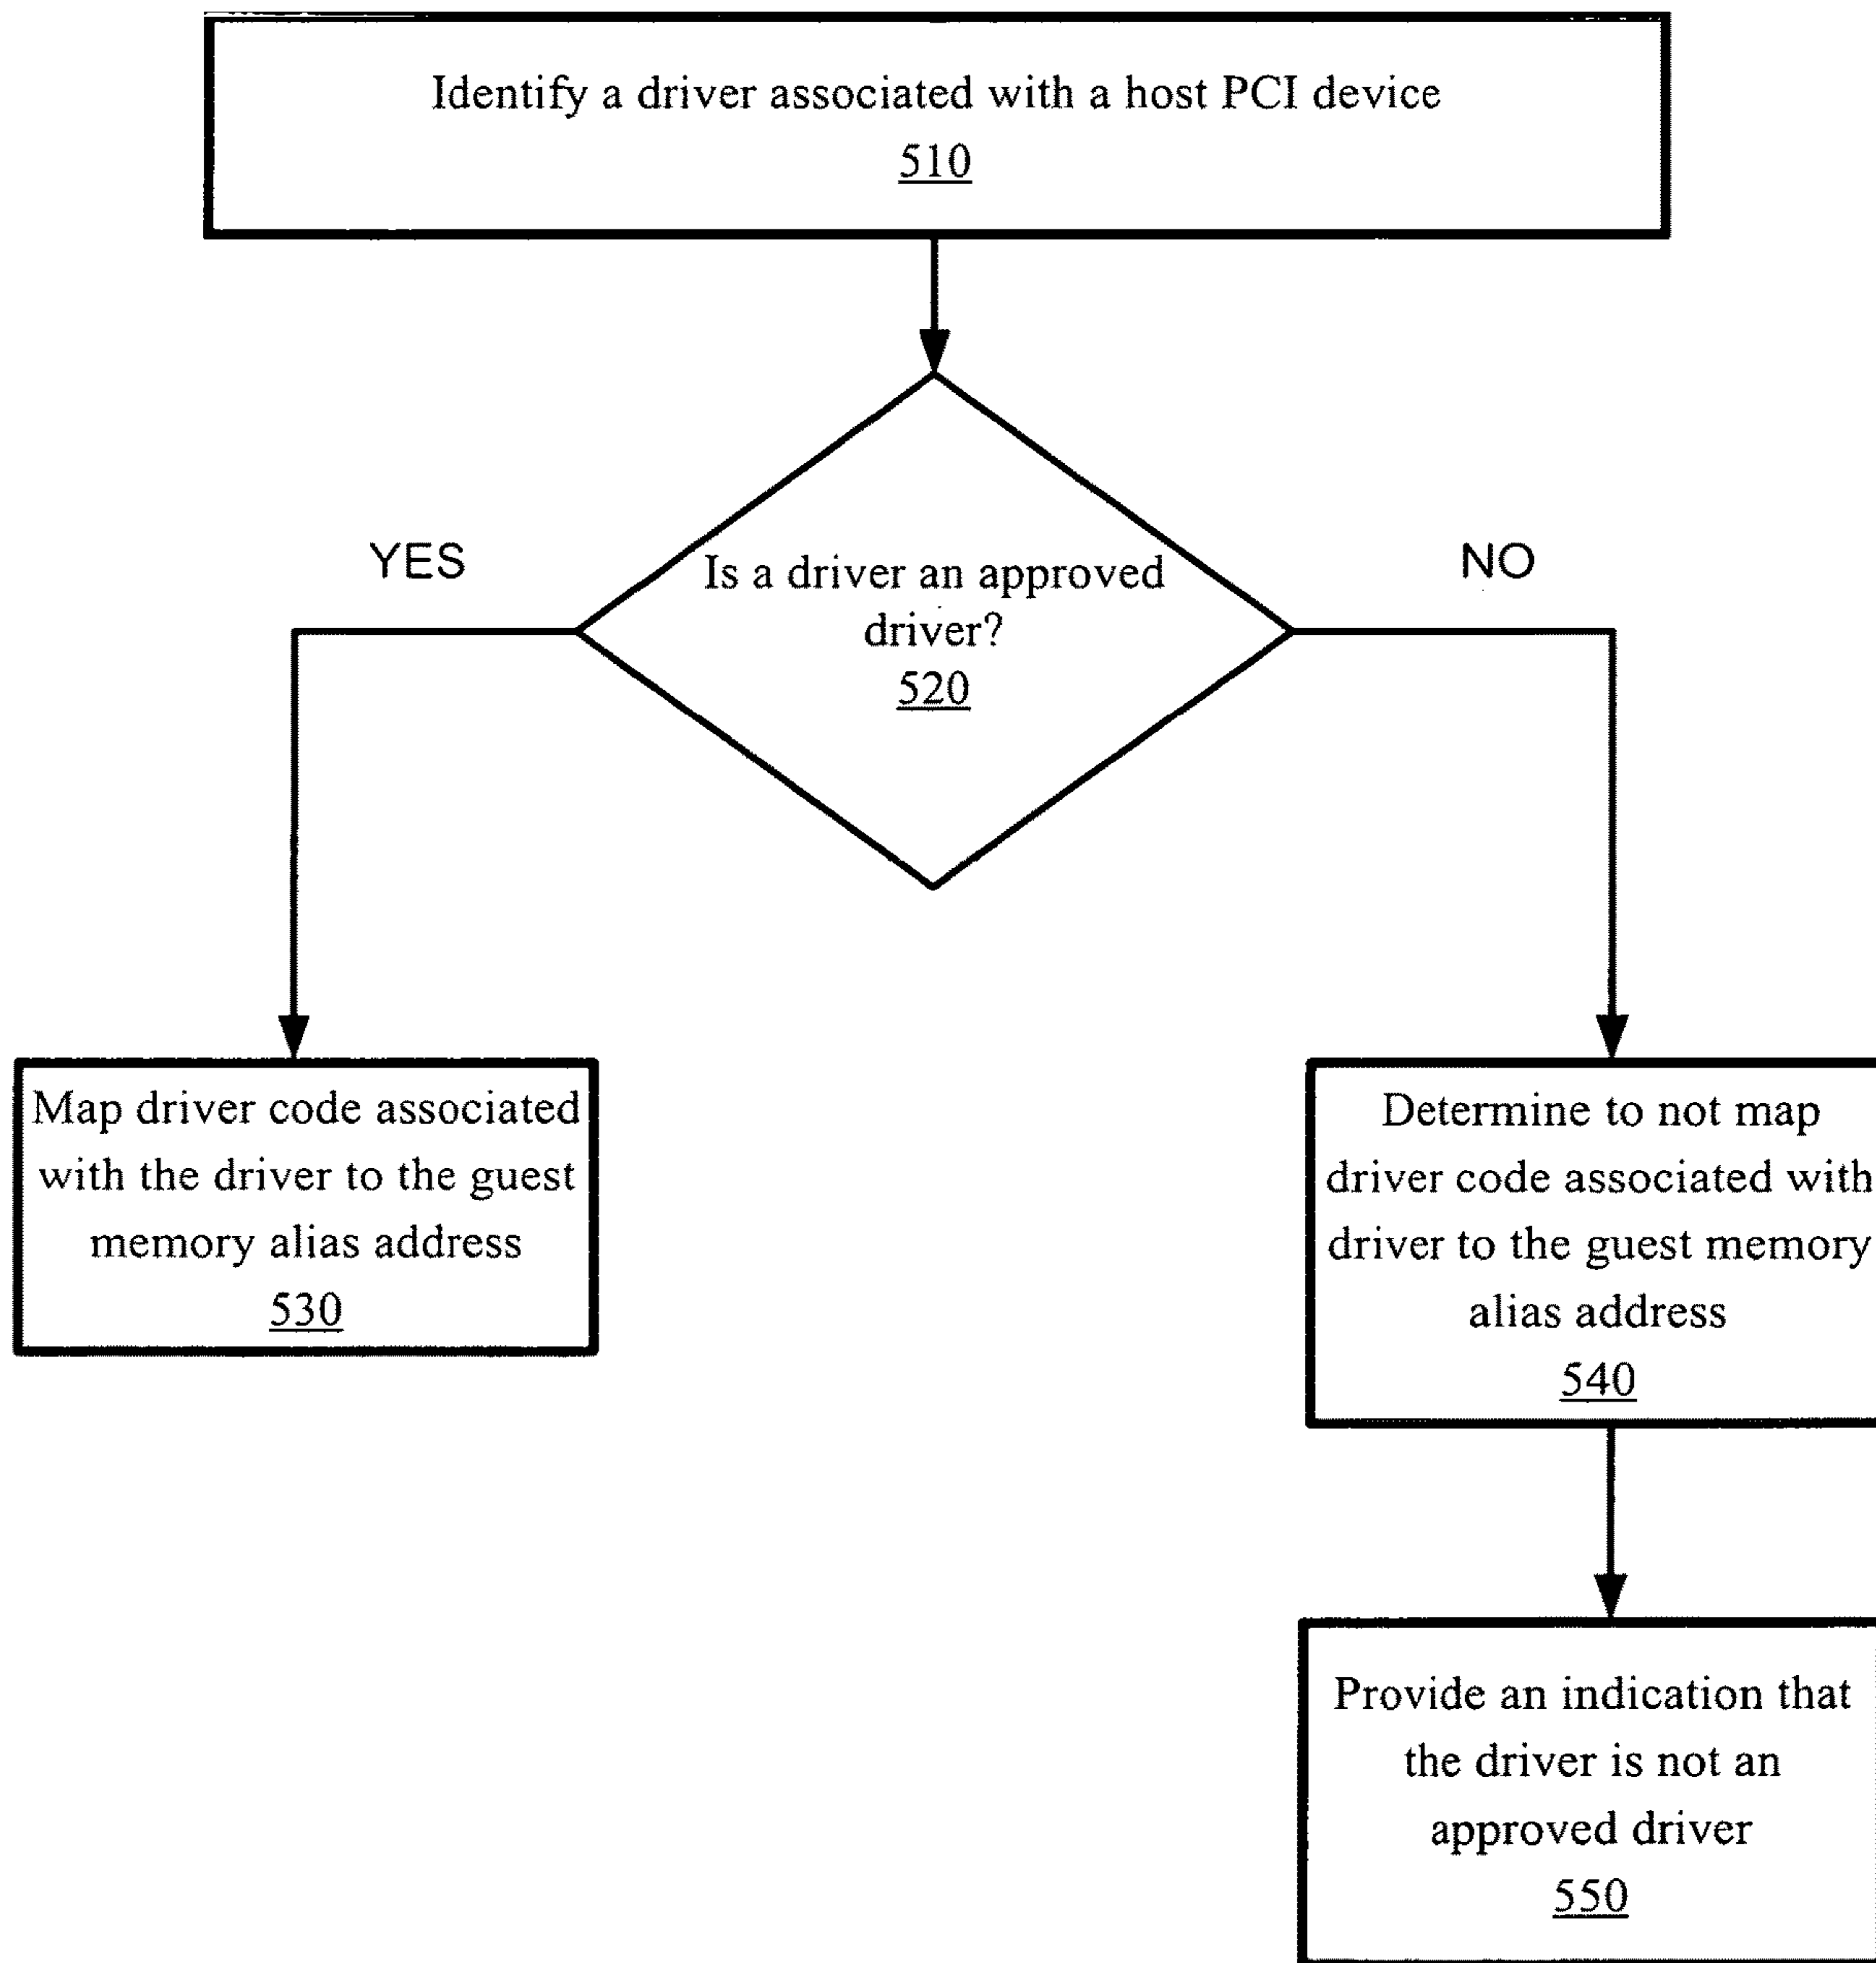 Identify a driver associated with a host PCI device
510
YES
Is a driver an approved
driver?
520
NO
Map driver code associated
with the driver to the guest
memory alias address
530
Determine to not map
driver code associated with
driver to the guest memory
alias address
540
Provide an indication that
the driver is not an
approved driver
550